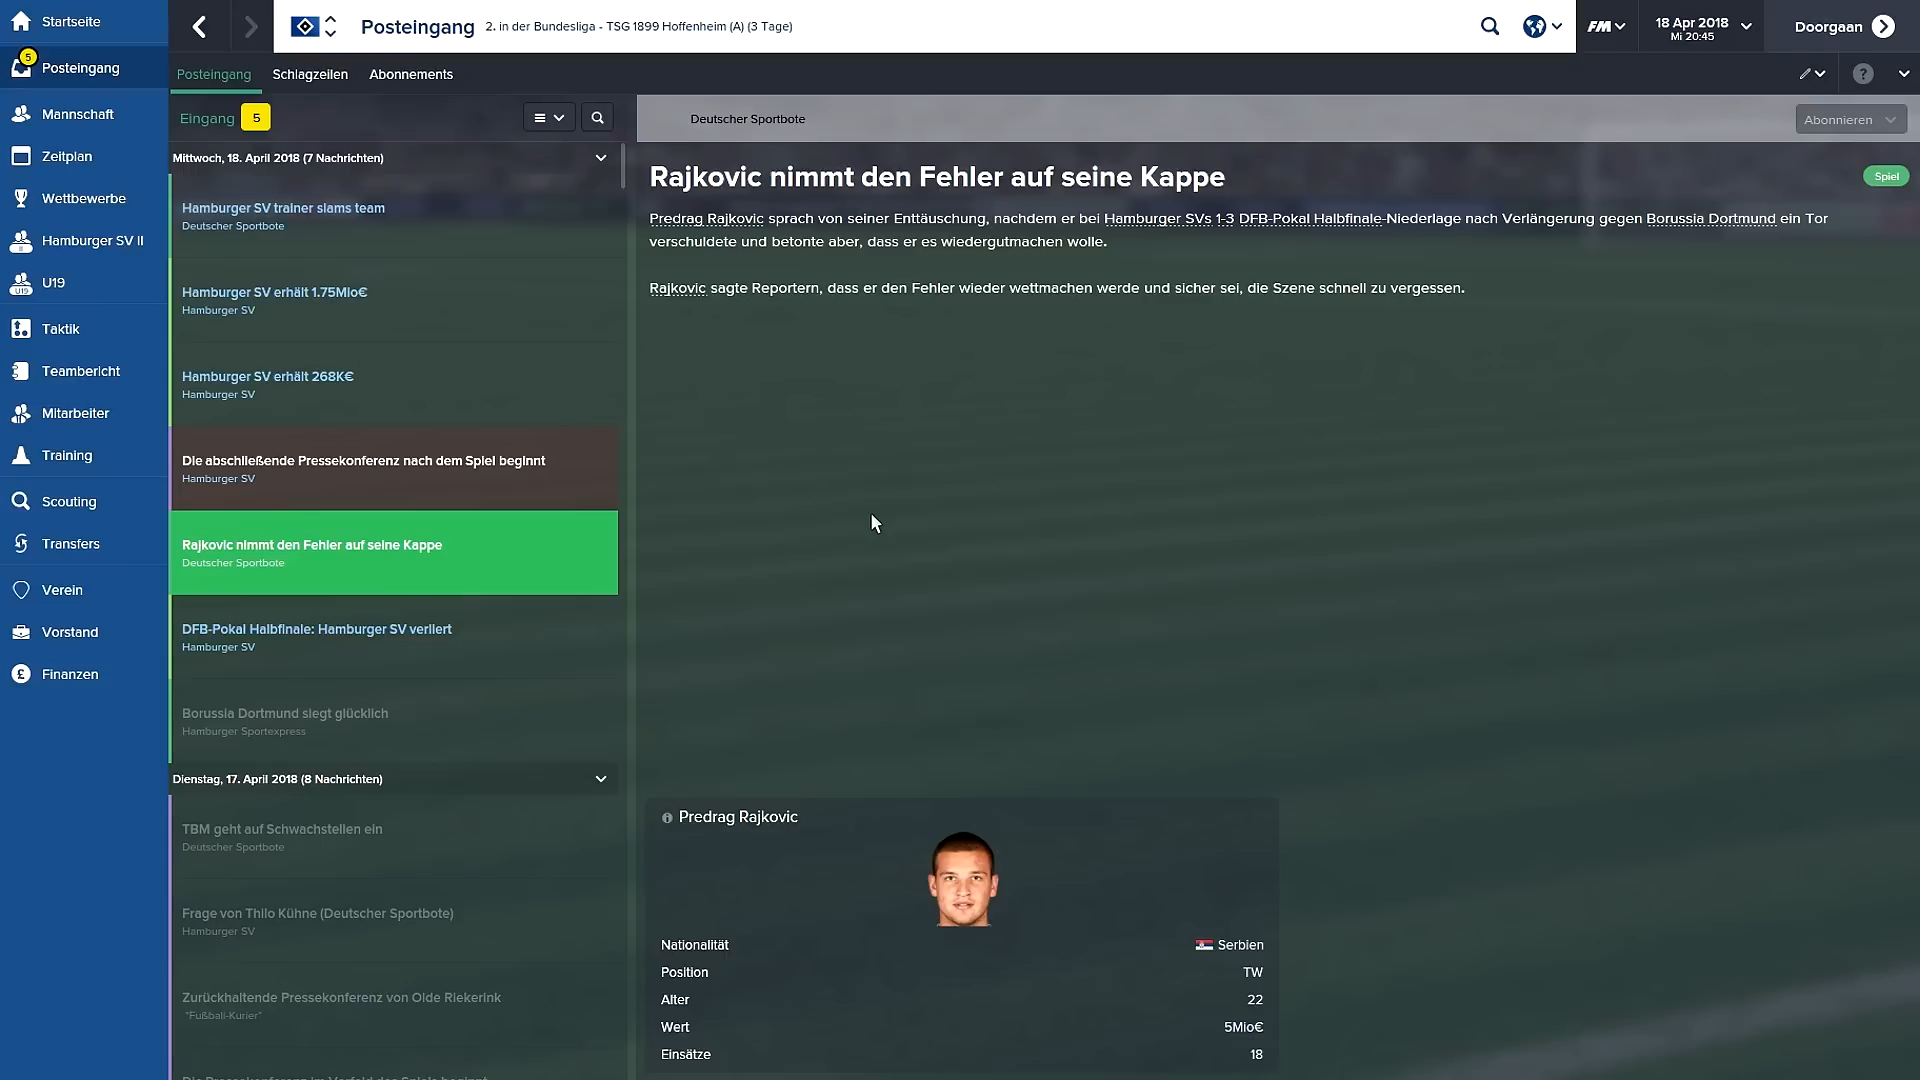 Startseite
5
Posteingang
Mannschaft
Zeitplan
Wettbewerbe
Hamburger SV II
U19
U19
Taktik
Teambericht
Mitarbeiter
Training
Scouting
Transfers
Verein
Vorstand
Finanzen
Posteingang
2. in der Bundesliga - TSG 1899 Hoffenheim (A) (3 Tage)
FM
18 Apr 2018
Mi 20:45
Doorgaan
Posteingang
Schlagzeilen
Abonnements
?
Eingang
5
Mittwoch, 18. April 2018 (7 Nachrichten)
Hamburger SV trainer slams team
Deutscher Sportbote
Hamburger SV erhält 1.75Mio€
Hamburger SV
Hamburger SV erhält 268K€
Hamburger SV
Die abschließende Pressekonferenz nach dem Spiel beginnt
Hamburger SV
Rajkovic nimmt den Fehler auf seine Kappe
Deutscher Sportbote
DFB-Pokal Halbfinale: Hamburger SV verliert
Hamburger SV
Borussia Dortmund siegt glücklich
Hamburger Sportexpress
Dienstag, 17. April 2018 (8 Nachrichten)
TBM geht auf Schwachstellen ein
Deutscher Sportbote
Frage von Thilo Kühne (Deutscher Sportbote)
Hamburger SV
Zurückhaltende Pressekonferenz von Olde Riekerink
"Fußball-Kurier"
Deutscher Sportbote
Abonnieren
Rajkovic nimmt den Fehler auf seine Kappe
Spiel
Predrag Rajkovic sprach von seiner Enttäuschung, nachdem er bei Hamburger SVs 1-3 DFB-Pokal Halbfinale-Niederlage nach Verlängerung gegen Borussia Dortmund ein Tor
verschuldete und betonte aber, dass er es wiedergutmachen wolle.
Rajkovic sagte Reportern, dass er den Fehler wieder wettmachen werde und sicher sei, die Szene schnell zu vergessen.
Predrag Rajkovic
Nationalität
Serbien
Position
TW
Alter
22
Wert
5Mio€
Einsätze
18